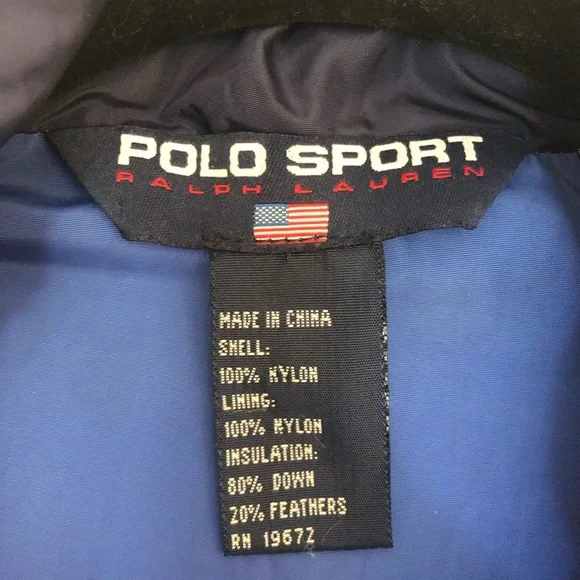 POLO SPORT
RALPH LAUREN
MADE IN CHINA
SHELL:
100% NYLON
LINING:
100% NYLON
INSULATION:
80% DOWN
20% FEATHERS
RN 19672